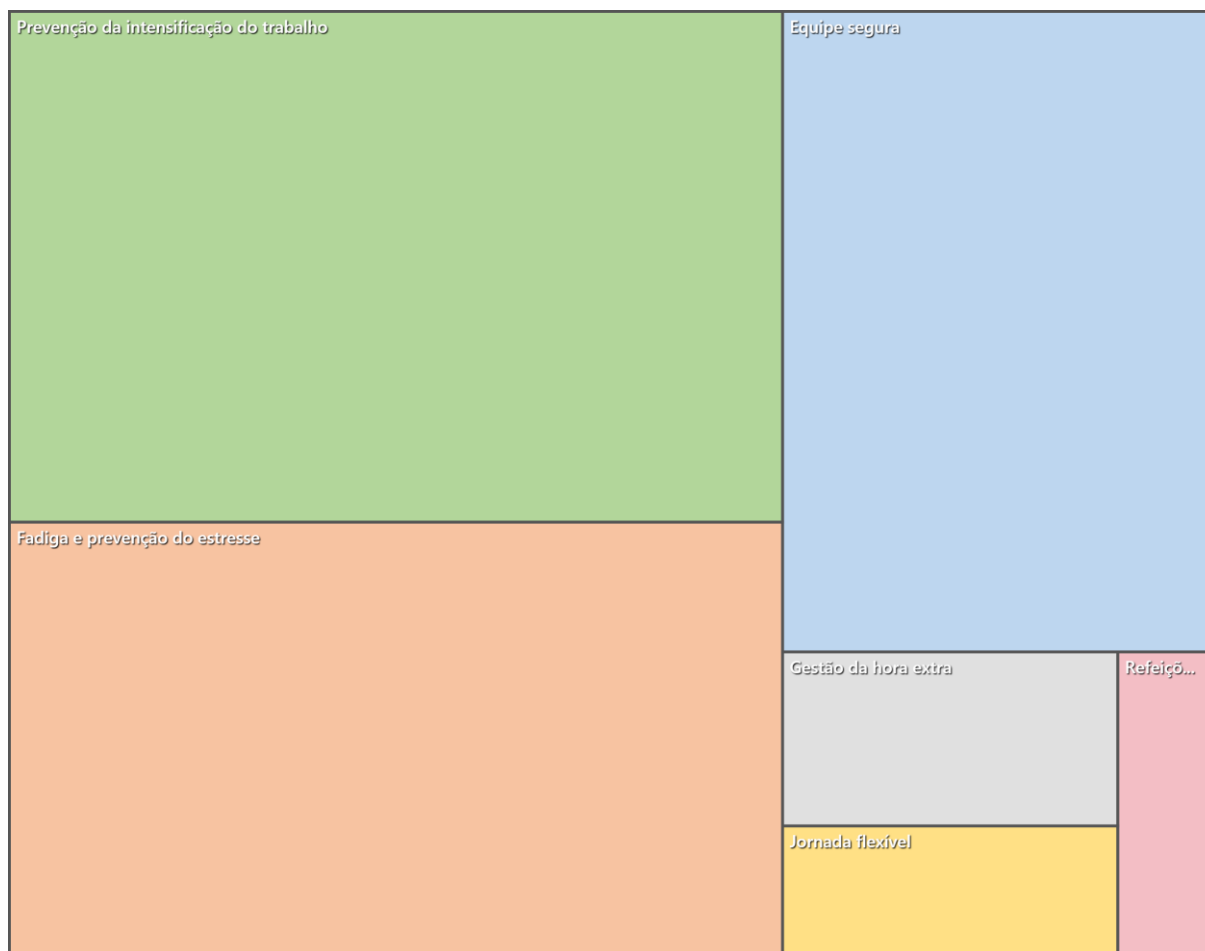 Prevenção da intensificação do trabalho
Equipe segura
Fadiga e prevenção do estresse
Gestão da hora extra
Refeiçõ...
Jornada flexível